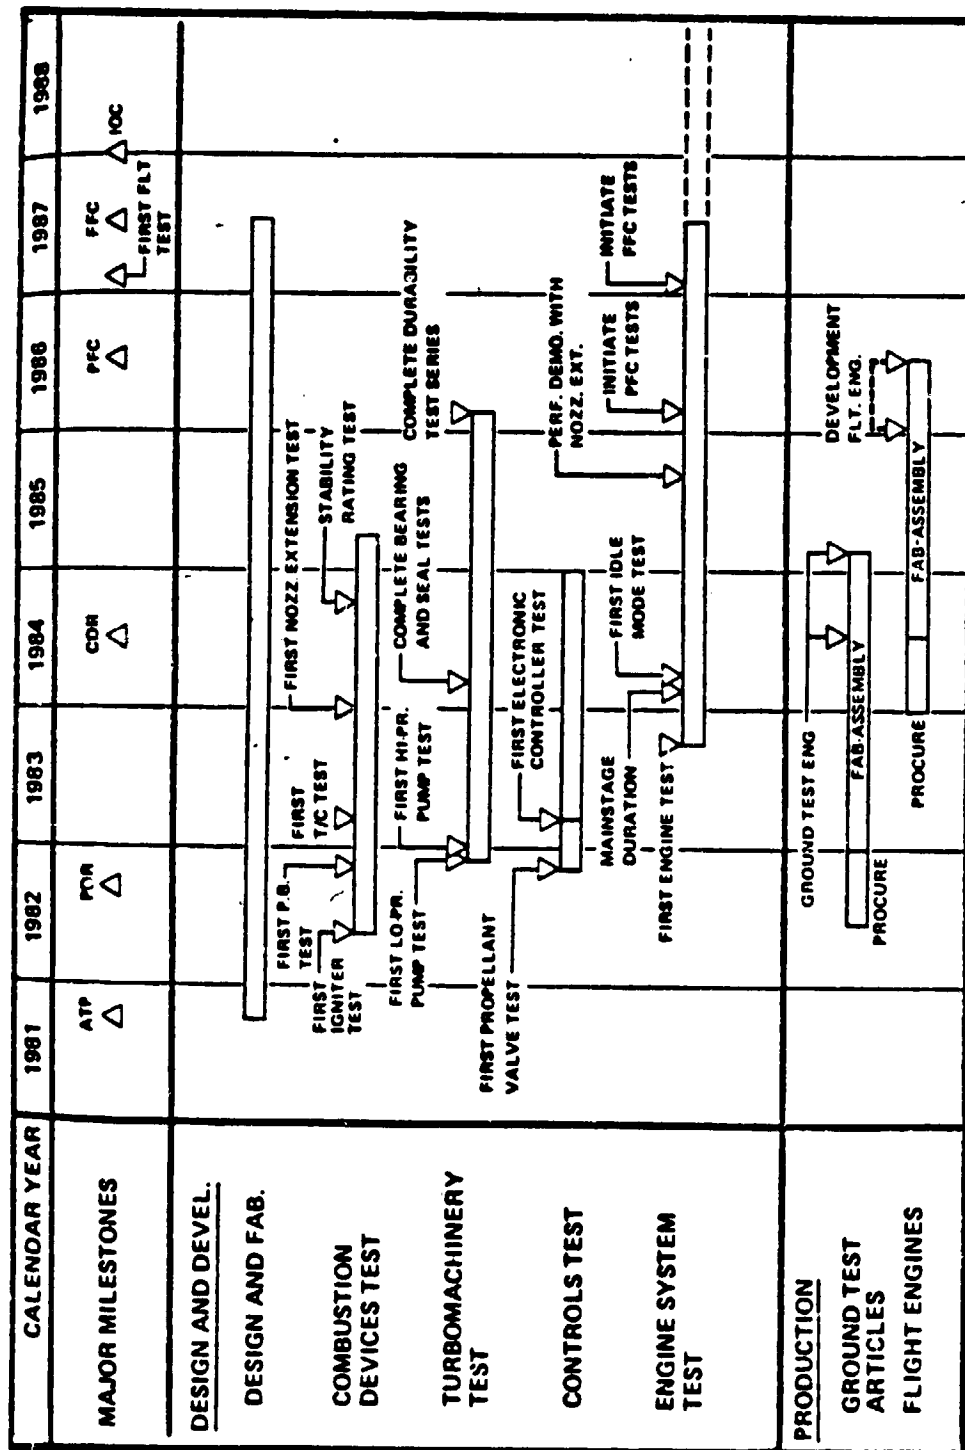 CALENDAR YEAR
1981
1982
1983
1984
1985
1986
1987
1988
MAJOR MILESTONES
ATP
PDR
CDR
PFC
FFC
FIRST FLT
TEST
IOC
DESIGN AND DEVEL.
DESIGN AND FAB.
COMBUSTION
DEVICES TEST
FIRST
IGNITER
TEST
FIRST P.B.
TEST
FIRST
T/C TEST
FIRST NOZZ. EXTENSION TEST
STABILITY
RATING TEST
TURBOMACHINERY
TEST
FIRST LO-PR.
PUMP TEST
FIRST HI-PR.
PUMP TEST
COMPLETE BEARING
AND SEAL TESTS
COMPLETE DURABILITY
TEST SERIES
CONTROLS TEST
FIRST PROPELLANT
VALVE TEST
FIRST ELECTRONIC
CONTROLLER TEST
ENGINE SYSTEM
TEST
FIRST ENGINE TEST
MAINSTAGE
DURATION
FIRST IDLE
MODE TEST
PERF. DEMO. WITH
NOZZ. EXT.
INITIATE
PFC TESTS
INITIATE
FFC TESTS
PRODUCTION
GROUND TEST
ARTICLES
PROCURE
FAB-ASSEMBLY
GROUND TEST ENG
FLIGHT ENGINES
PROCURE
FAB-ASSEMBLY
DEVELOPMENT
FLT. ENG.